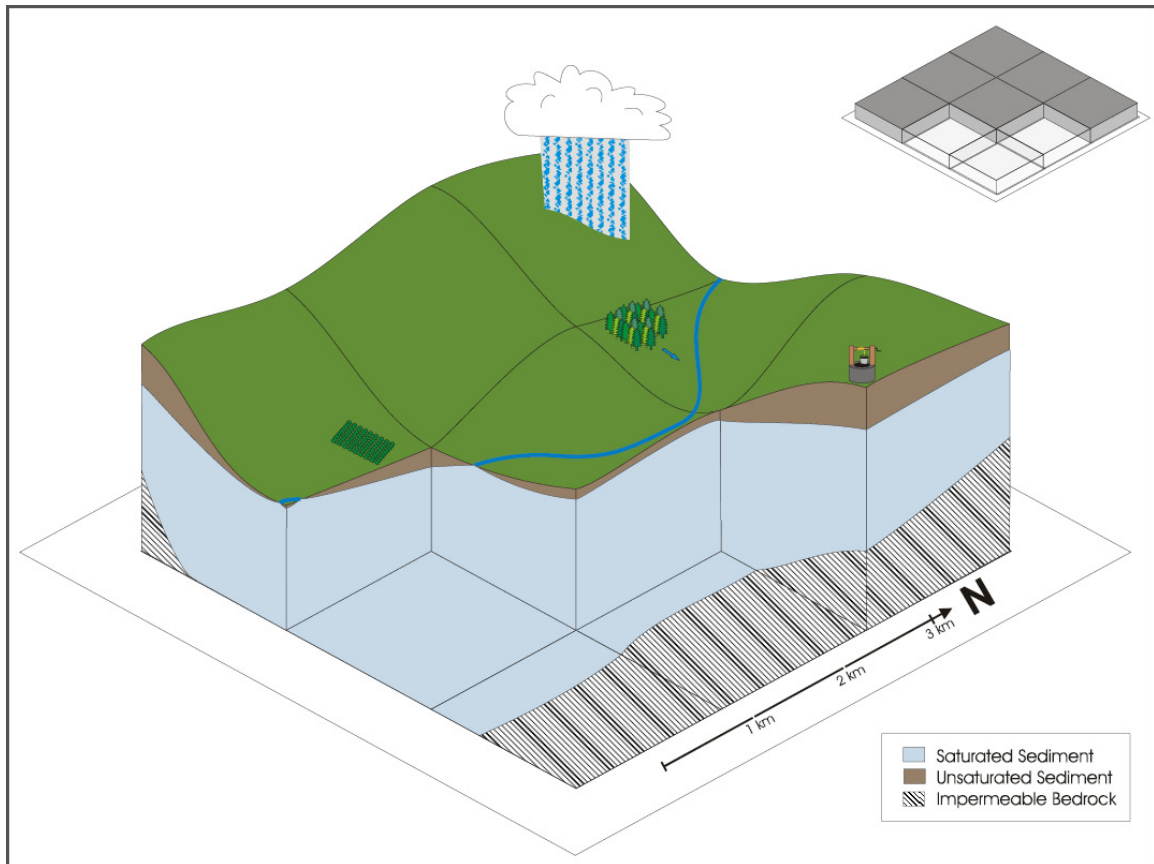 N
3 km
2 km
1 km
Saturated Sediment
Unsaturated Sediment
Impermeable Bedrock